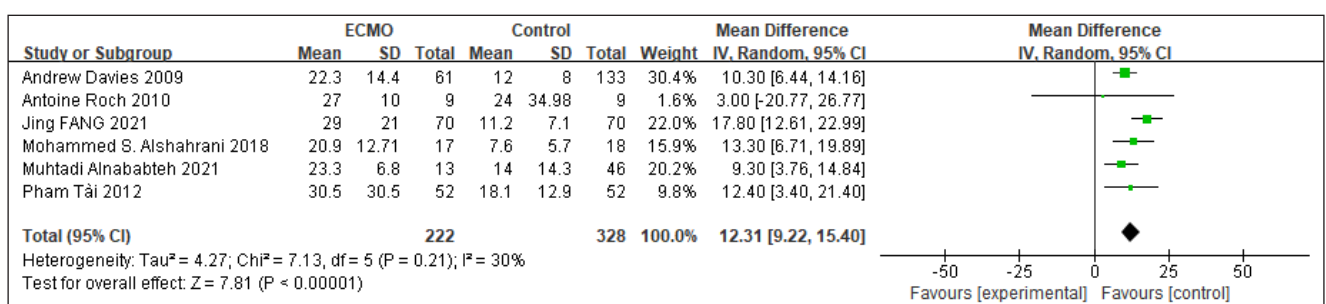 ECMO Control Mean Difference Mean Difference
Study or Subgroup Mean SD Total Mean SD Total Weight IV, Random, 95% CI IV, Random, 95% CI
Andrew Davies 2009 22.3 14.4 61 12 8 133 30.4% 10.30 [6.44, 14.16]
Antoine Roch 2010 27 10 9 24 34.98 9 1.6% 3.00 [-20.77, 26.77]
Jing FANG 2021 29 21 70 11.2 7.1 70 22.0% 17.80 [12.61, 22.99]
Mohammed S. Alshahrani 2018 20.9 12.71 17 7.6 5.7 18 15.9% 13.30 [6.71, 19.89]
Muhtadi Alnababteh 2021 23.3 6.8 13 14 14.3 46 20.2% 9.30 [3.76, 14.84]
Pham Tài 2012 30.5 30.5 52 18.1 12.9 52 9.8% 12.40 [3.40, 21.40]
Total (95% CI) 222 328 100.0% 12.31 [9.22, 15.40]
Heterogeneity: Tau² = 4.27; Chi² = 7.13, df = 5 (P = 0.21); I² = 30%
Test for overall effect: Z = 7.81 (P < 0.00001)
-50 -25 0 25 50
Favours [experimental] Favours [control]